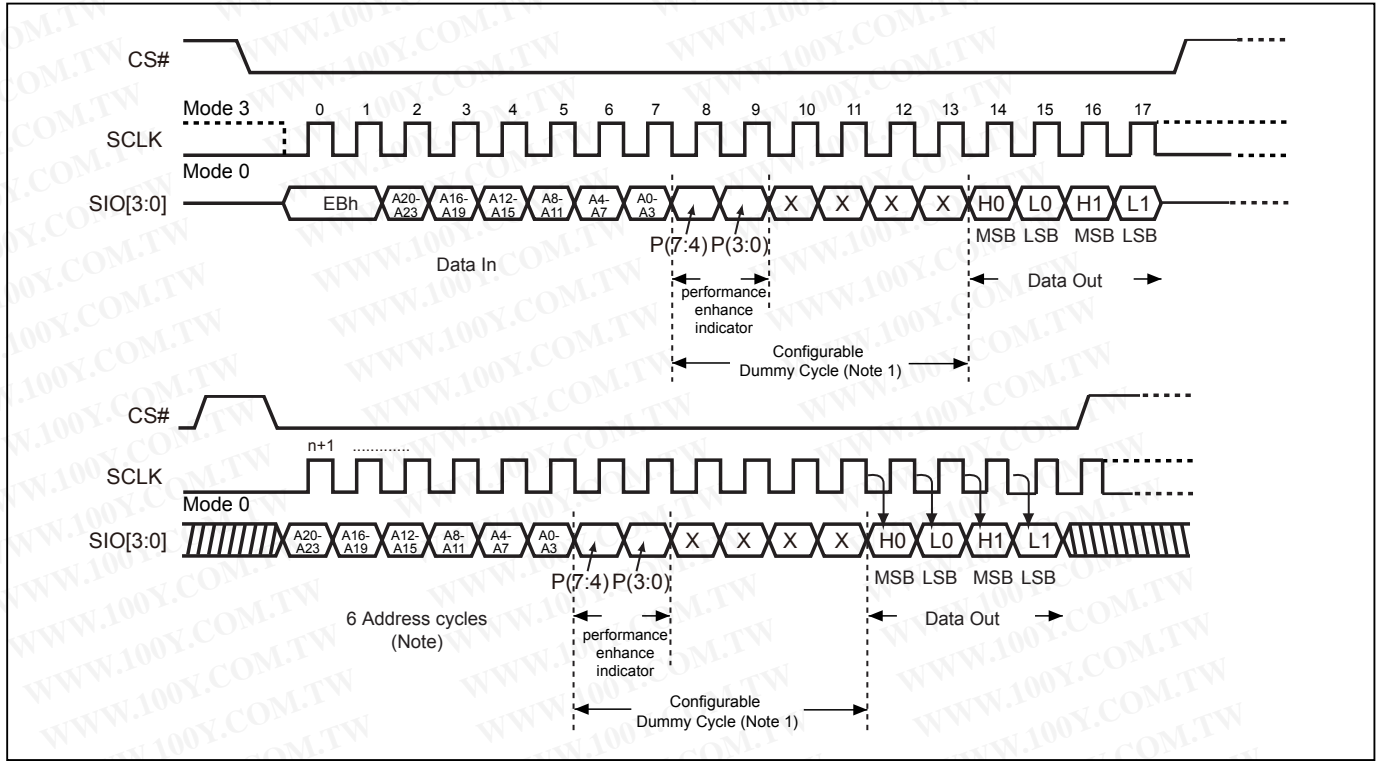 CS#
Mode 3
0 1 2 3 4 5 6 7 8 9 10 11 12 13 14 15 16 17
SCLK
Mode 0
SIO[3:0]
EBh A20-A23 A16-A19 A12-A15 A8-A11 A4-A7 A0-A3 X X X X H0 L0 H1 L1
P(7:4) P(3:0)
MSB LSB MSB LSB
Data In
Data Out
performance
enhance
indicator
Configurable
Dummy Cycle (Note 1)
CS#
n+1 .............
SCLK
Mode 0
SIO[3:0]
A20-A23 A16-A19 A12-A15 A8-A11 A4-A7 A0-A3 X X X X H0 L0 H1 L1
P(7:4) P(3:0)
MSB LSB MSB LSB
6 Address cycles
(Note)
Data Out
performance
enhance
indicator
Configurable
Dummy Cycle (Note 1)
WWW.100Y.COM.TW